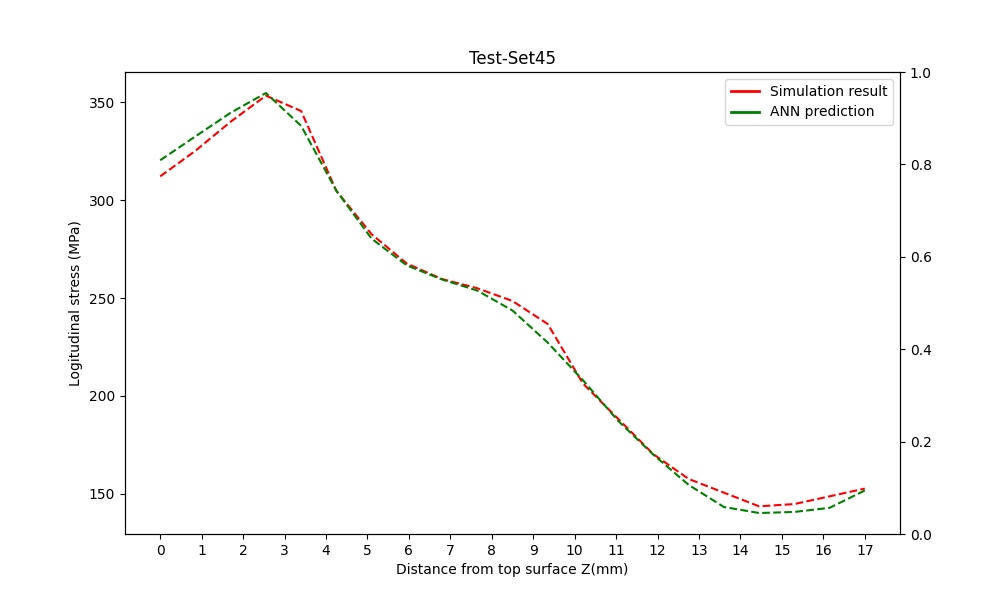 Test-Set45
Simulation result
ANN prediction
350
300
250
200
150
Logitudinal stress (MPa)
1.0
0.8
0.6
0.4
0.2
0.0
0 1 2 3 4 5 6 7 8 9 10 11 12 13 14 15 16 17
Distance from top surface Z(mm)